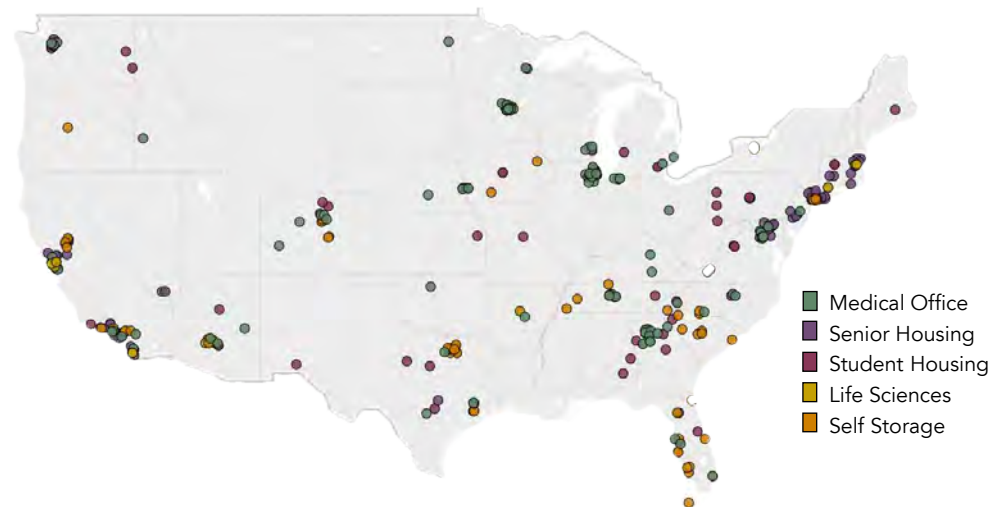 Medical Office
Senior Housing
Student Housing
Life Sciences
Self Storage